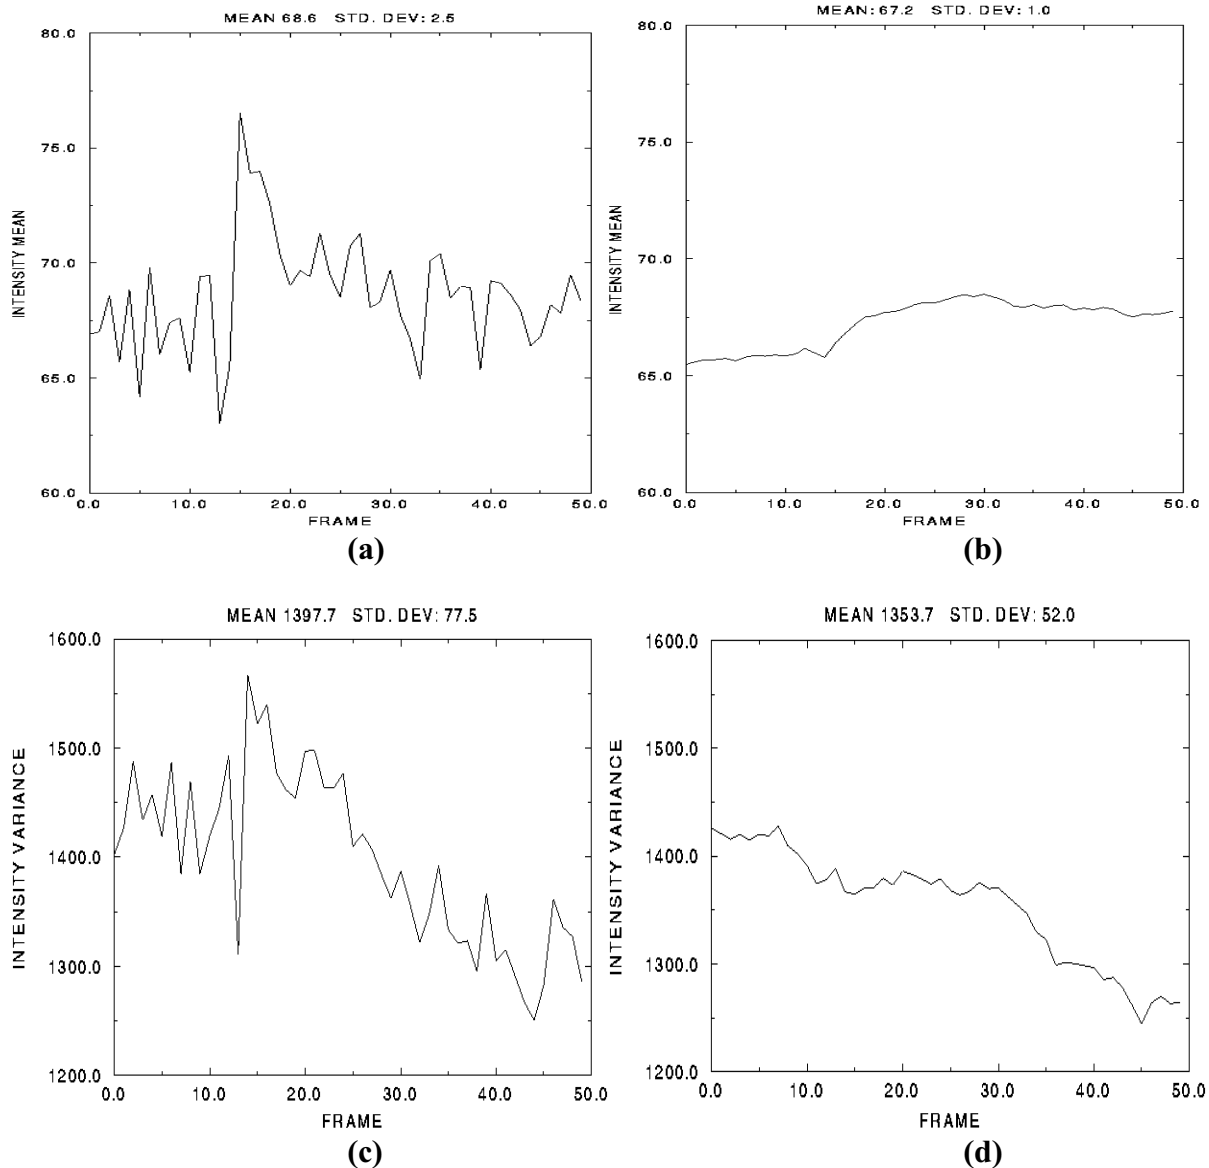 MEAN 68.6 STD. DEV: 2.5
80.0
75.0
70.0
65.0
60.0
INTENSITY MEAN
0.0 10.0 20.0 30.0 40.0 50.0
FRAME
(a)
MEAN: 67.2 STD. DEV: 1.0
80.0
75.0
70.0
65.0
60.0
INTENSITY MEAN
0.0 10.0 20.0 30.0 40.0 50.0
FRAME
(b)
MEAN 1397.7 STD. DEV: 77.5
1600.0
1500.0
1400.0
1300.0
1200.0
INTENSITY VARIANCE
0.0 10.0 20.0 30.0 40.0 50.0
FRAME
(c)
MEAN 1353.7 STD. DEV: 52.0
1600.0
1500.0
1400.0
1300.0
1200.0
INTENSITY VARIANCE
0.0 10.0 20.0 30.0 40.0 50.0
FRAME
(d)